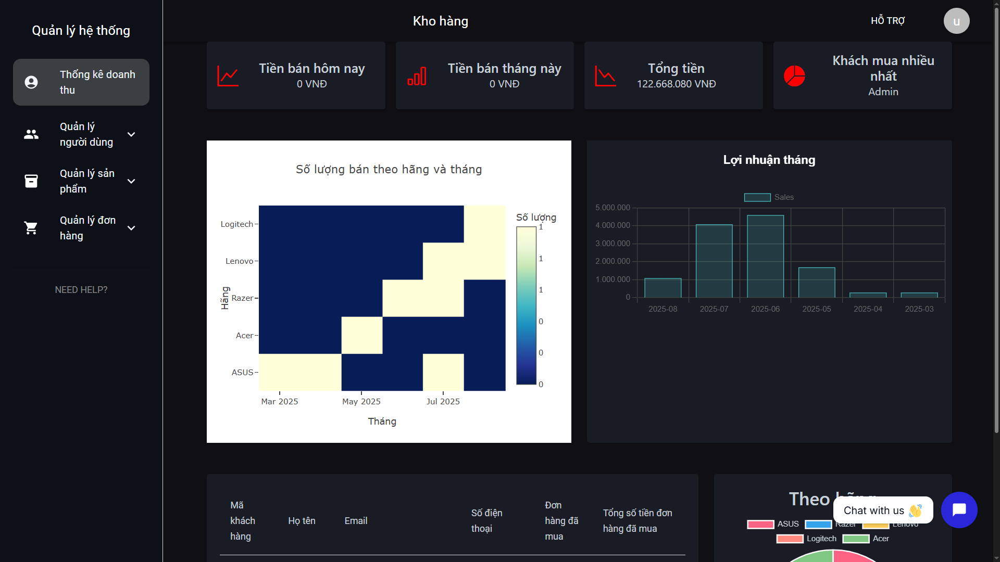 Quản lý hệ thống
Thống kê doanh
thu
Quản lý
người dùng
Quản lý sản
phẩm
Quản lý đơn
hàng
NEED HELP?
Kho hàng
HỖ TRỢ
u
Tiền bán hôm nay
0 VNĐ
Tiền bán tháng này
0 VNĐ
Tổng tiền
122.668.080 VNĐ
Khách mua nhiều
nhất
Admin
Số lượng bán theo hãng và tháng
Hãng
Logitech
Lenovo
Razer
Acer
ASUS
Mar 2025
May 2025
Jul 2025
Tháng
Số lượng
1
1
1
0
0
0
Lợi nhuận tháng
Sales
5.000.000
4.000.000
3.000.000
2.000.000
1.000.000
0
2025-08
2025-07
2025-06
2025-05
2025-04
2025-03
Mã
khách
hàng
Họ tên
Email
Số điện
thoại
Đơn
hàng đã
mua
Tổng số tiền đơn
hàng đã mua
Theo hãng
ASUS
Razer
Lenovo
Logitech
Acer
Chat with us 👋